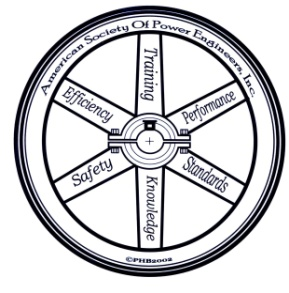 American Society Of Power Engineers, Inc.
Training
Efficiency
Performance
Safety
Standards
Knowledge
©PHB2002